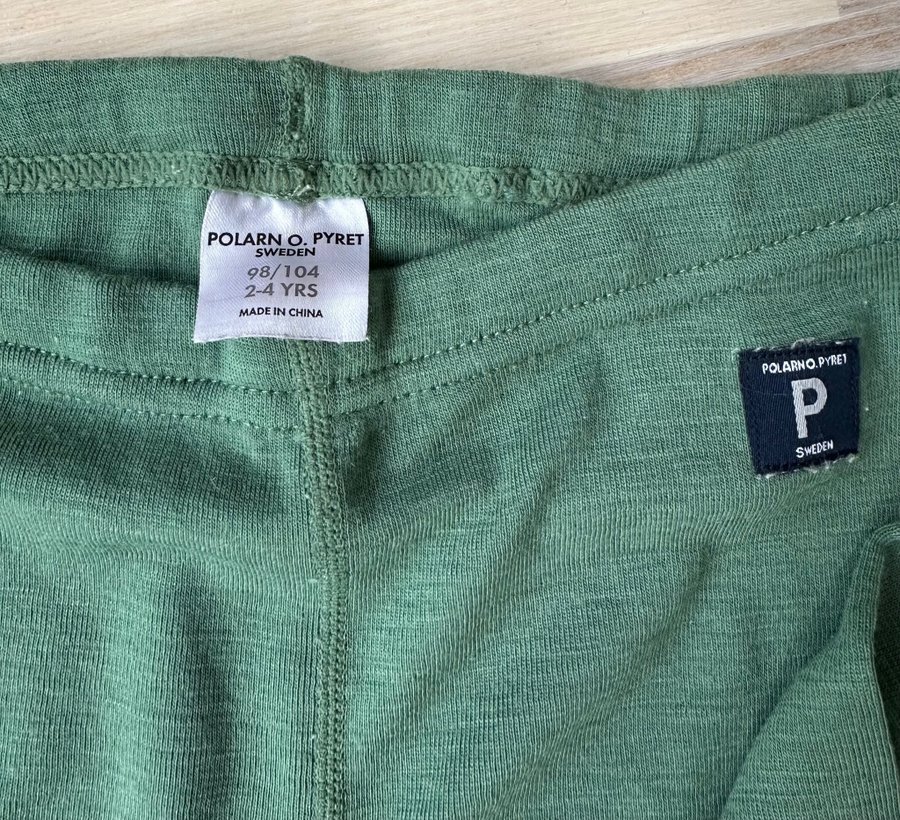 POLARN O. PYRET
SWEDEN
98/104
2-4 YRS
MADE IN CHINA
POLARN O. PYRET
P
SWEDEN